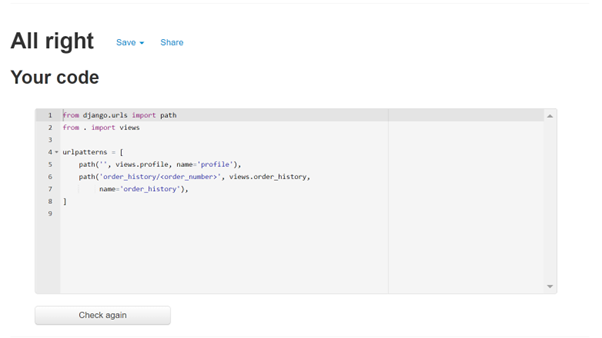 All right Save Share
Your code
1 from django.urls import path
2 from . import views
3
4 urlpatterns = [
5     path('', views.profile, name='profile'),
6     path('order_history/<order_number>', views.order_history,
7          name='order_history'),
8 ]
9
Check again